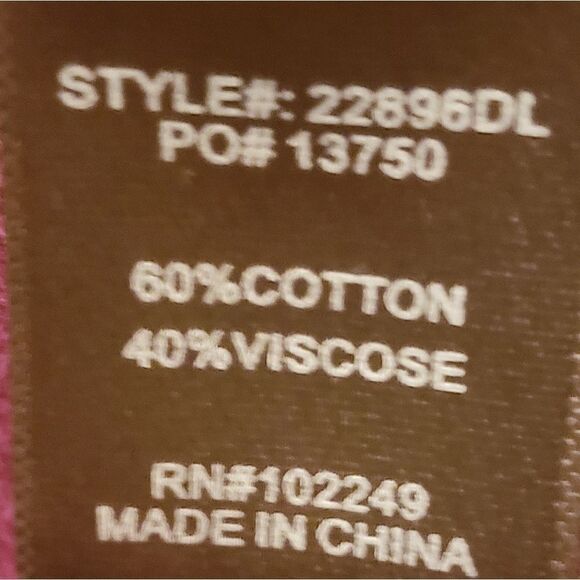 STYLE#: 22896DL
PO# 13750
60%COTTON
40%VISCOSE
RN#102249
MADE IN CHINA